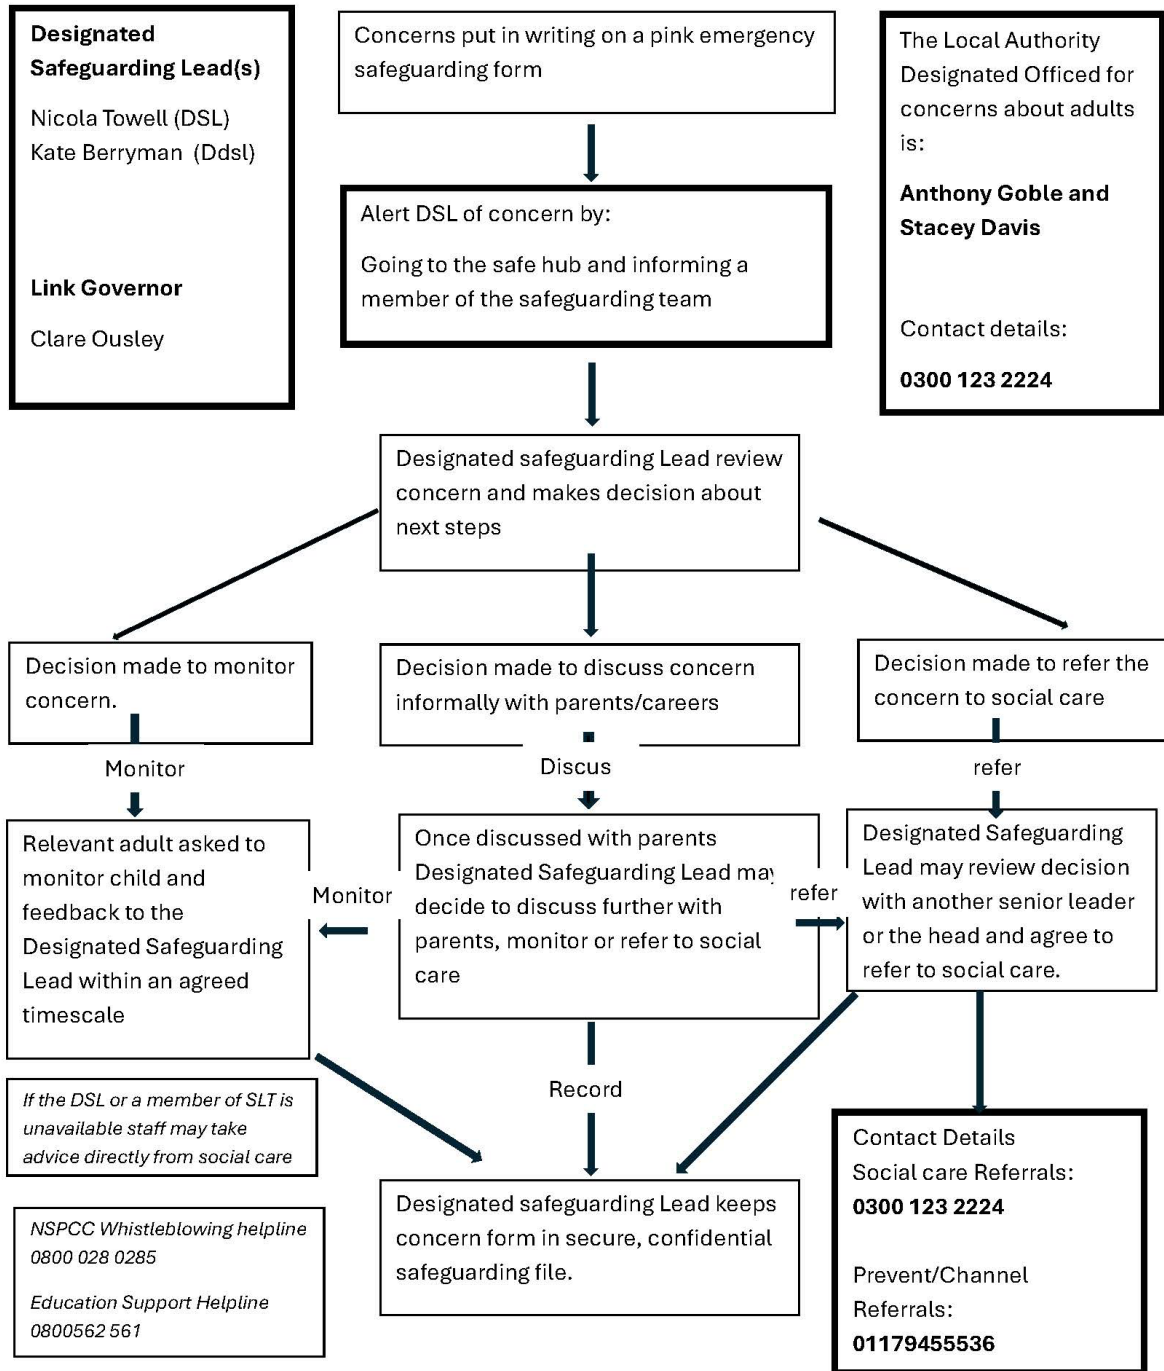 Designated
Safeguarding Lead(s)
Nicola Towell (DSL)
Kate Berryman (Ddsl)
Link Governor
Clare Ousley
Concerns put in writing on a pink emergency
safeguarding form
Alert DSL of concern by:
Going to the safe hub and informing a
member of the safeguarding team
The Local Authority
Designated Officed for
concerns about adults
is:
Anthony Goble and
Stacey Davis
Contact details:
0300 123 2224
Designated safeguarding Lead review
concern and makes decision about
next steps
Decision made to monitor
concern.
Decision made to discuss concern
informally with parents/careers
Decision made to refer the
concern to social care
Monitor
Discus
refer
Relevant adult asked to
monitor child and
feedback to the
Designated Safeguarding
Lead within an agreed
timescale
Monitor
Once discussed with parents
Designated Safeguarding Lead may
decide to discuss further with
parents, monitor or refer to social
care
refer
Designated Safeguarding
Lead may review decision
with another senior leader
or the head and agree to
refer to social care.
Record
If the DSL or a member of SLT is
unavailable staff may take
advice directly from social care
NSPCC Whistleblowing helpline
0800 028 0285
Education Support Helpline
0800562 561
Designated safeguarding Lead keeps
concern form in secure, confidential
safeguarding file.
Contact Details
Social care Referrals:
0300 123 2224
Prevent/Channel
Referrals:
01179455536